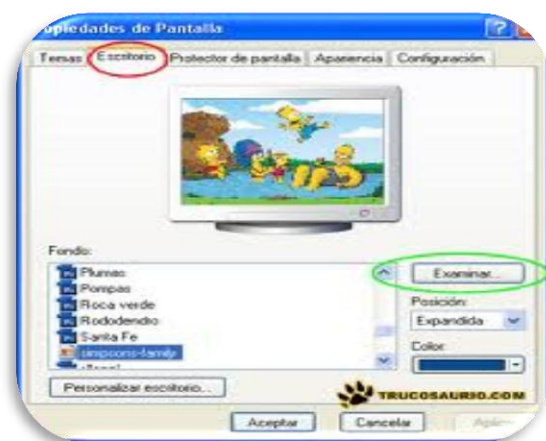 opiedades de Pantalla
Temas Escritorio Protector de pantalla Apariencia Configuración
Fondo:
Plumas
Pompas
Roca verde
Rododendro
Santa Fe
simpsons-family
Examinar...
Posición:
Expandida
Color:
Personalizar escritorio...
TRUCOSAURIO.COM
Aceptar Cancelar